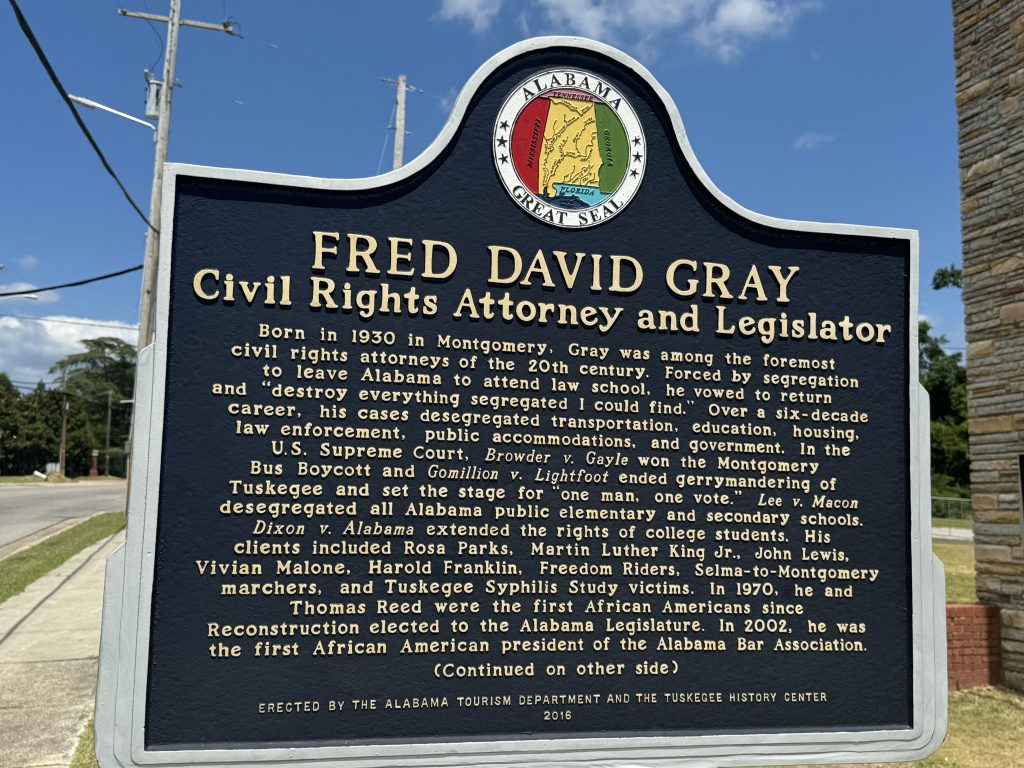 ALABAMA
TENNESSEE
MISSISSIPPI
GEORGIA
FLORIDA
GREAT SEAL
FRED DAVID GRAY
Civil Rights Attorney and Legislator
Born in 1930 in Montgomery, Gray was among the foremost
civil rights attorneys of the 20th century. Forced by segregation
to leave Alabama to attend law school, he vowed to return
and “destroy everything segregated I could find.” Over a six-decade
career, his cases desegregated transportation, education, housing,
law enforcement, public accommodations, and government. In the
U.S. Supreme Court, Browder v. Gayle won the Montgomery
Bus Boycott and Gomillion v. Lightfoot ended gerrymandering of
Tuskegee and set the stage for “one man, one vote.” Lee v. Macon
desegregated all Alabama public elementary and secondary schools.
Dixon v. Alabama extended the rights of college students. His
clients included Rosa Parks, Martin Luther King Jr., John Lewis,
Vivian Malone, Harold Franklin, Freedom Riders, Selma-to-Montgomery
marchers, and Tuskegee Syphilis Study victims. In 1970, he and
Thomas Reed were the first African Americans since
Reconstruction elected to the Alabama Legislature. In 2002, he was
the first African American president of the Alabama Bar Association.
(Continued on other side)
ERECTED BY THE ALABAMA TOURISM DEPARTMENT AND THE TUSKEGEE HISTORY CENTER
2016